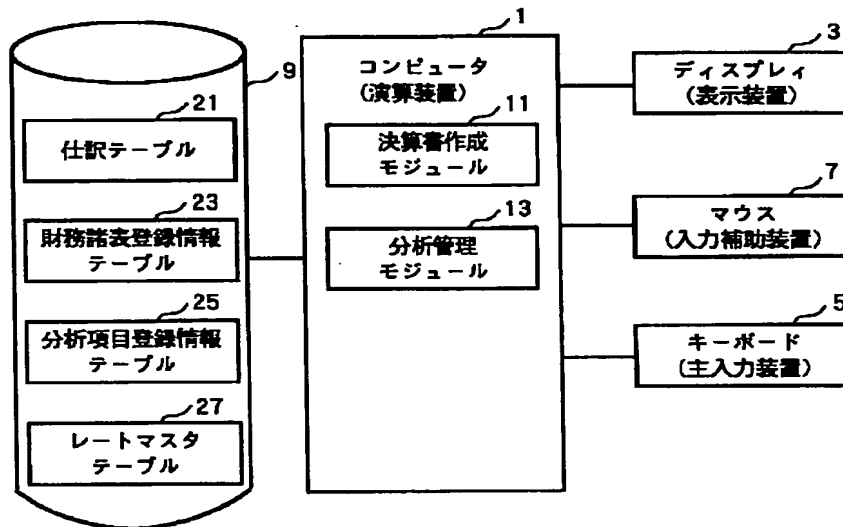 9
21
仕訳テーブル
23
財務諸表登録情報
テーブル
25
分析項目登録情報
テーブル
27
レートマスタ
テーブル
1
コンピュータ
(演算装置)
11
決算書作成
モジュール
13
分析管理
モジュール
3
ディスプレィ
(表示装置)
7
マウス
(入力補助装置)
5
キーボード
(主入力装置)